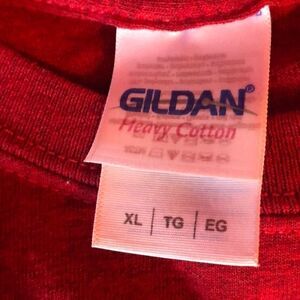 GILDAN®
Heavy Cotton
XL | TG | EG